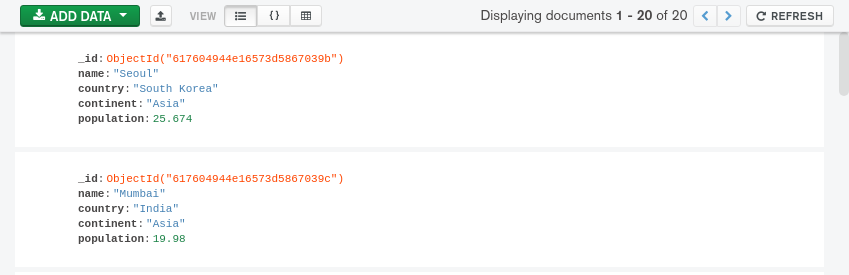 ADD DATA VIEW {} Displaying documents 1 - 20 of 20 REFRESH
_id: ObjectId("617604944e16573d5867039b")
name: "Seoul"
country: "South Korea"
continent: "Asia"
population: 25.674
_id: ObjectId("617604944e16573d5867039c")
name: "Mumbai"
country: "India"
continent: "Asia"
population: 19.98